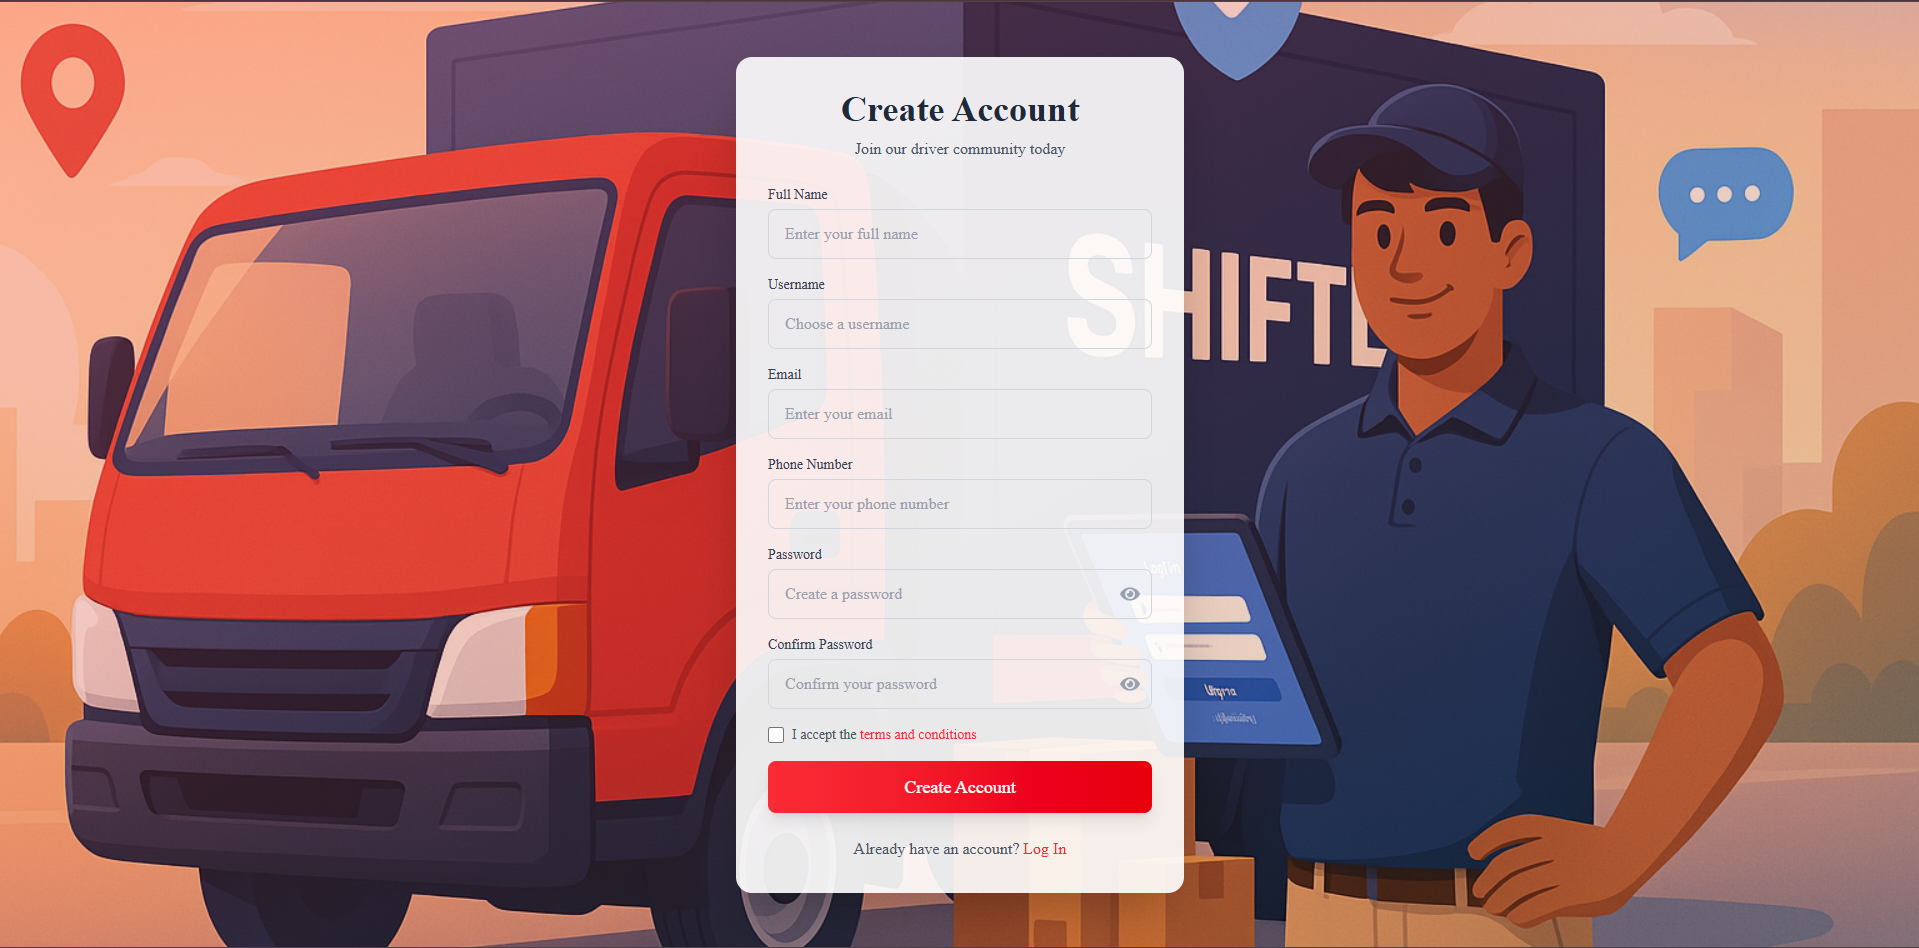 Create Account
Join our driver community today
Full Name
Enter your full name
Username
Choose a username
SHIFT
Email
Enter your email
Phone Number
Enter your phone number
Password
Login
Create a password
Confirm Password
Confirm your password
I accept the terms and conditions
Create Account
Already have an account? Log In